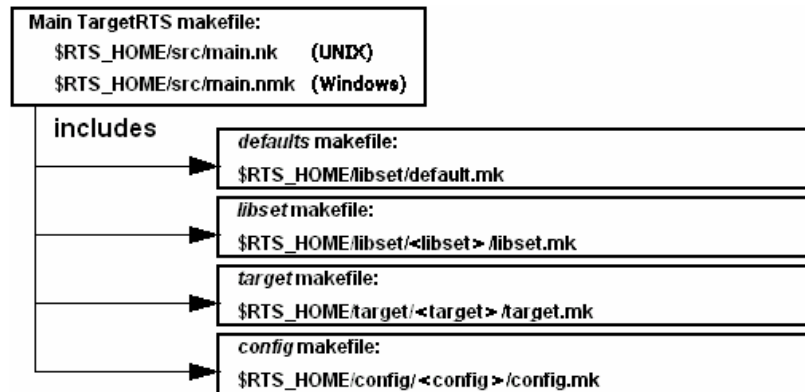 Main TargetRTS makefile:
$RTS_HOME/src/main.nk (UNIX)
$RTS_HOME/src/main.nmk (Windows)
includes
defaults makefile:
$RTS_HOME/libset/default.mk
libset makefile:
$RTS_HOME/libset/<libset>/libset.mk
target makefile:
$RTS_HOME/target/<target>/target.mk
config makefile:
$RTS_HOME/config/<config>/config.mk